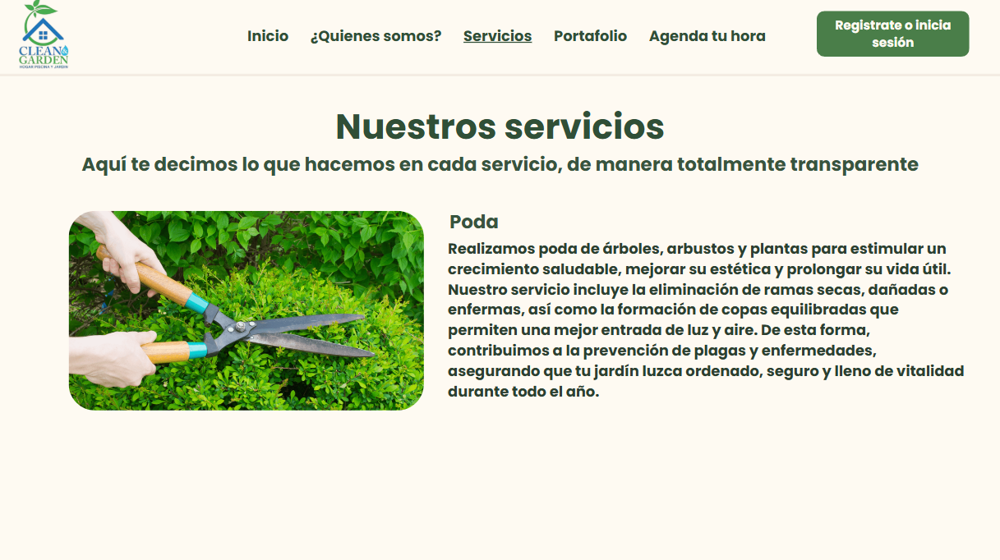 CLEAN
GARDEN
HOGAR PISCINA Y JARDIN
Inicio
¿Quienes somos?
Servicios
Portafolio
Agenda tu hora
Registrate o inicia
sesión
Nuestros servicios
Aquí te decimos lo que hacemos en cada servicio, de manera totalmente transparente
Poda
Realizamos poda de árboles, arbustos y plantas para estimular un
crecimiento saludable, mejorar su estética y prolongar su vida útil.
Nuestro servicio incluye la eliminación de ramas secas, dañadas o
enfermas, así como la formación de copas equilibradas que
permiten una mejor entrada de luz y aire. De esta forma,
contribuimos a la prevención de plagas y enfermedades,
asegurando que tu jardín luzca ordenado, seguro y lleno de vitalidad
durante todo el año.